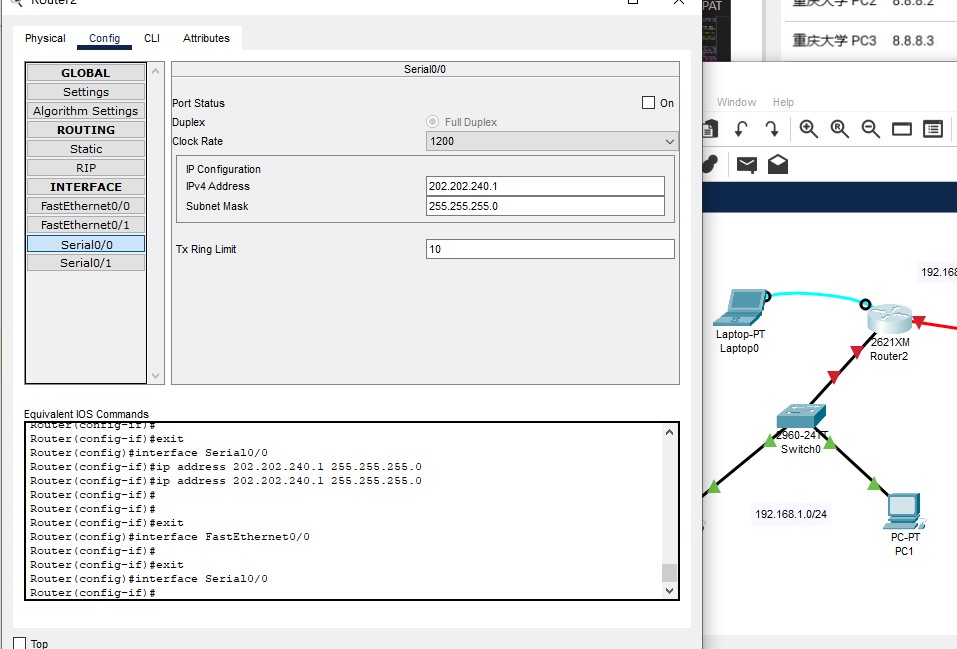 Router2
Physical
Config
CLI
Attributes
GLOBAL
Settings
Algorithm Settings
ROUTING
Static
RIP
INTERFACE
FastEthernet0/0
FastEthernet0/1
Serial0/0
Serial0/1
Serial0/0
Port Status
On
Duplex
Full Duplex
Clock Rate
1200
IP Configuration
IPv4 Address
202.202.240.1
Subnet Mask
255.255.255.0
Tx Ring Limit
10
Equivalent IOS Commands
Router(config-if)#
Router(config-if)#exit
Router(config)#interface Serial0/0
Router(config-if)#ip address 202.202.240.1 255.255.255.0
Router(config-if)#ip address 202.202.240.1 255.255.255.0
Router(config-if)#
Router(config-if)#
Router(config-if)#exit
Router(config)#interface FastEthernet0/0
Router(config-if)#
Router(config-if)#exit
Router(config)#interface Serial0/0
Router(config-if)#
Top
PAT
重庆大学 PC2 8.8.8.2
重庆大学 PC3 8.8.8.3
Window
Help
192.168
Laptop-PT
Laptop0
2621XM
Router2
2960-24TT
Switch0
192.168.1.0/24
PC-PT
PC1